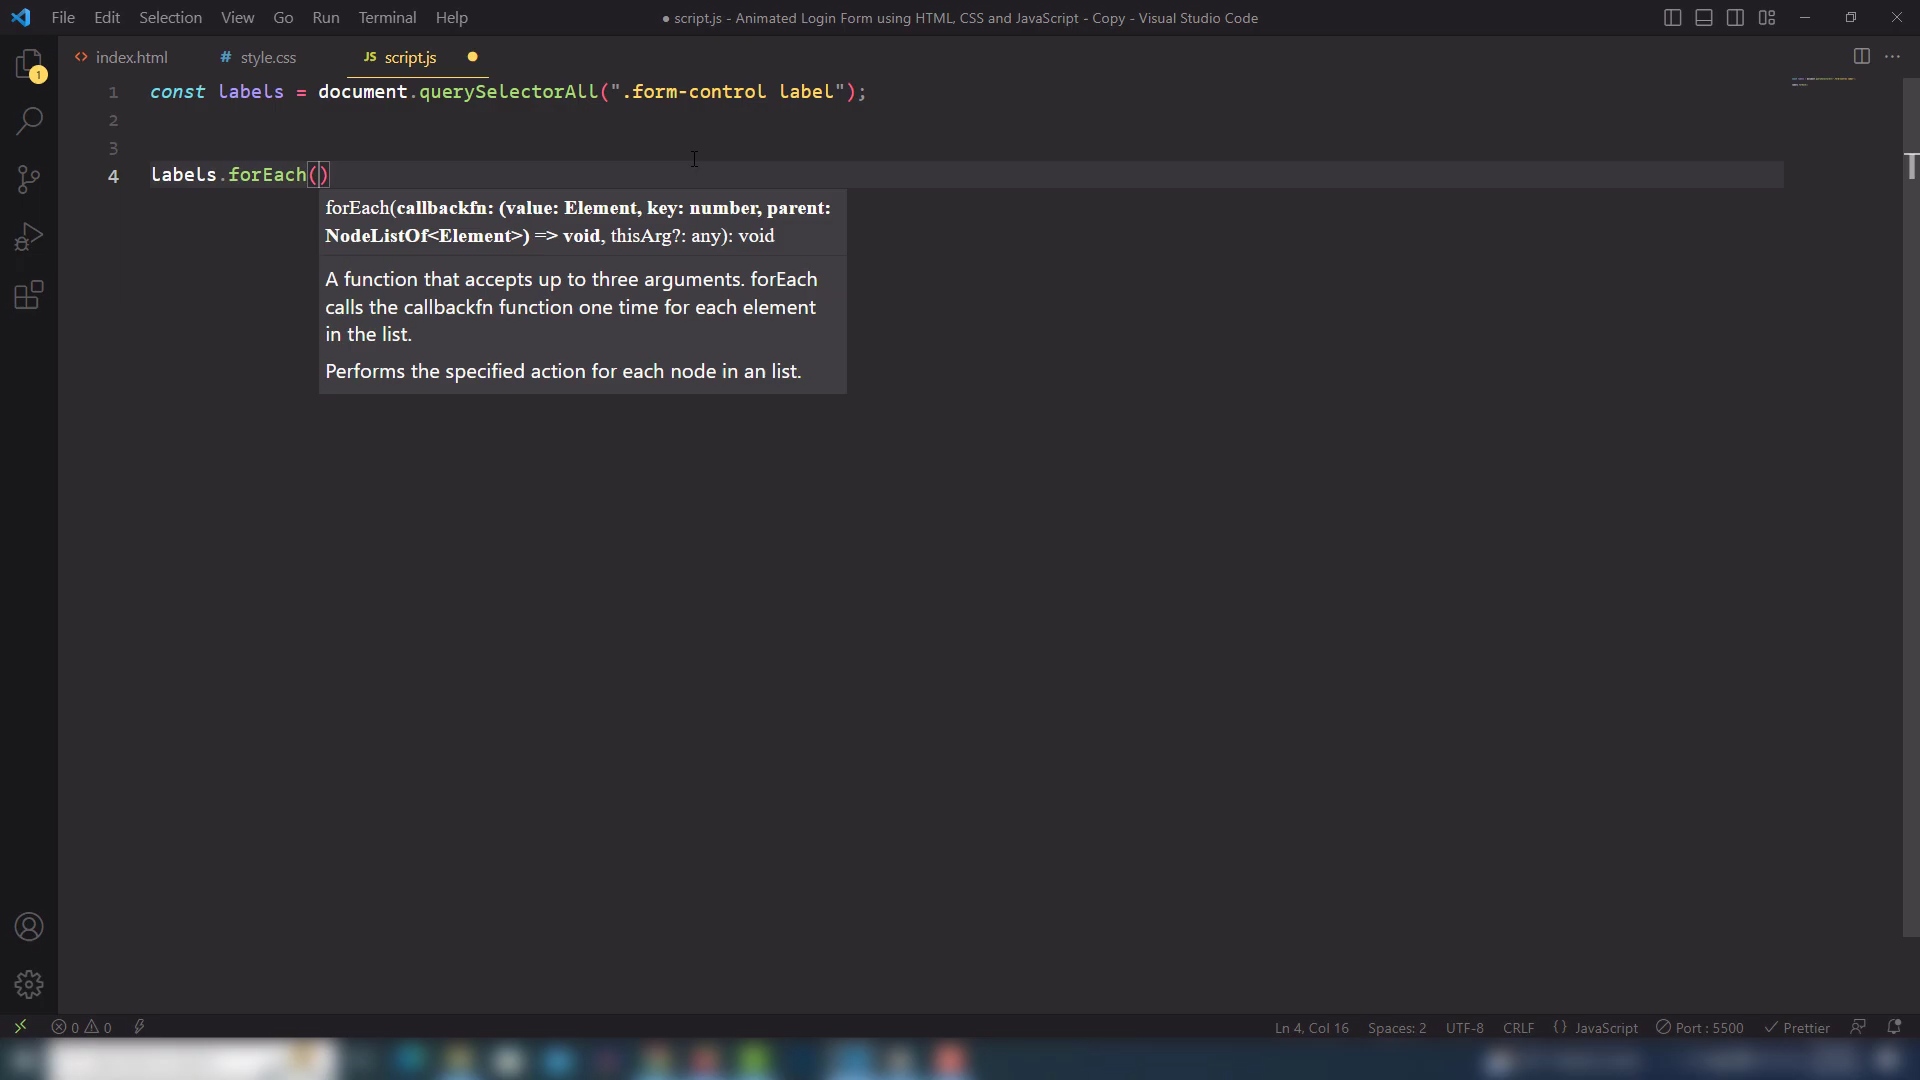 File Edit Selection View Go Run Terminal Help
● script.js - Animated Login Form using HTML, CSS and JavaScript - Copy - Visual Studio Code
1
<> index.html
# style.css
JS script.js
1 const labels = document.querySelectorAll(".form-control label");
2
3
4 labels.forEach()
forEach(callbackfn: (value: Element, key: number, parent:
NodeListOf<Element>) => void, thisArg?: any): void
A function that accepts up to three arguments. forEach
calls the callbackfn function one time for each element
in the list.
Performs the specified action for each node in an list.
T
0 0
Ln 4, Col 16 Spaces: 2 UTF-8 CRLF {} JavaScript Port : 5500 Prettier